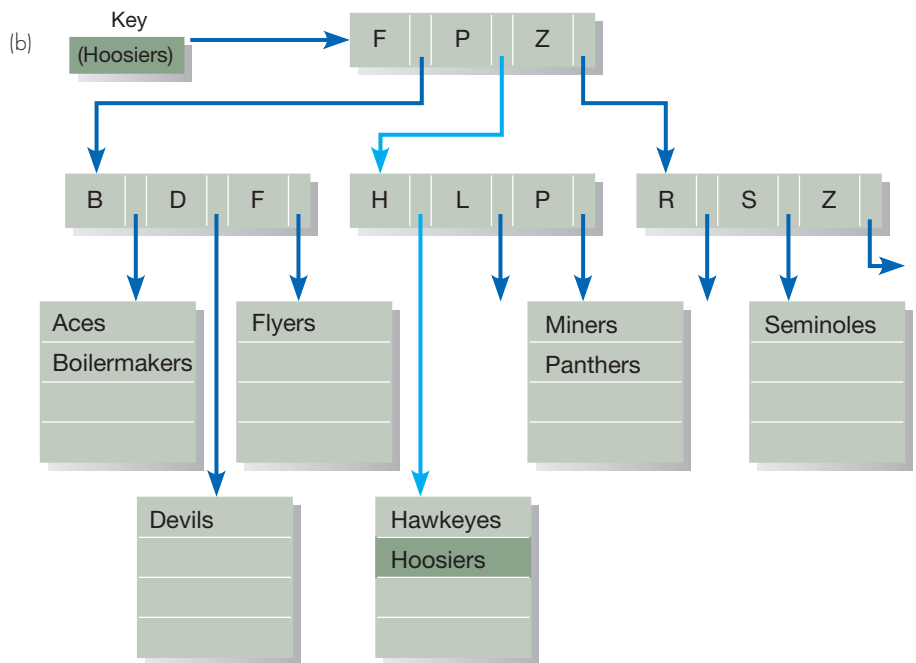 (b)
Key
(Hoosiers)
F P Z
B D F
H L P
R S Z
Aces
Boilermakers
Flyers
Miners
Panthers
Seminoles
Devils
Hawkeyes
Hoosiers